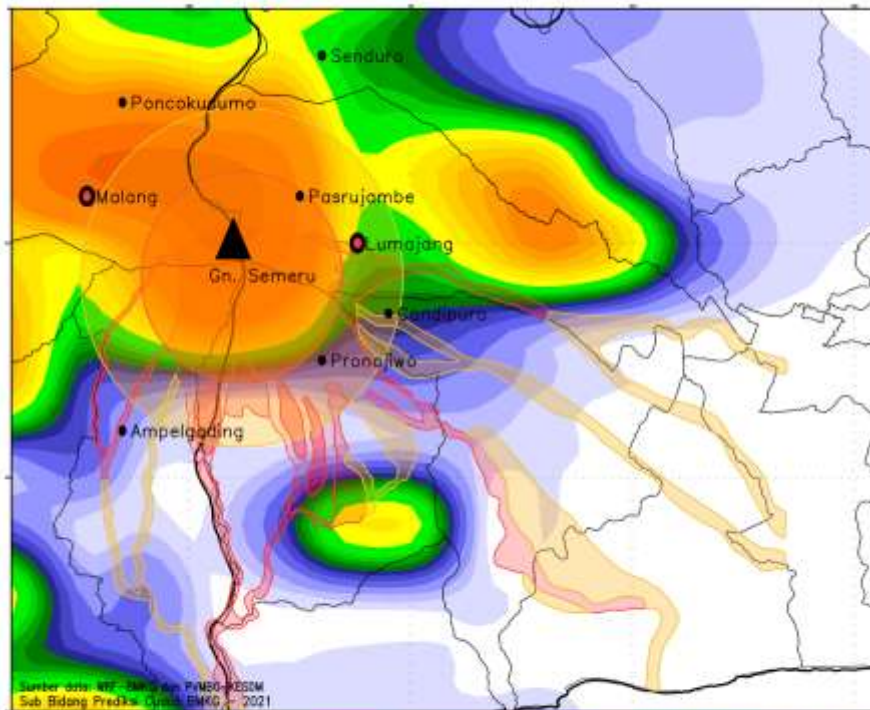 Senduro
Poncokusumo
Malang
Pasrujambe
Lumajang
Gn. Semeru
Candipuro
Pronojiwo
Ampelgading
Sumber data: WRF-BMKG dan PVMBG-KESDM
Sub Bidang Prediksi Cuaca BMKG - 2021